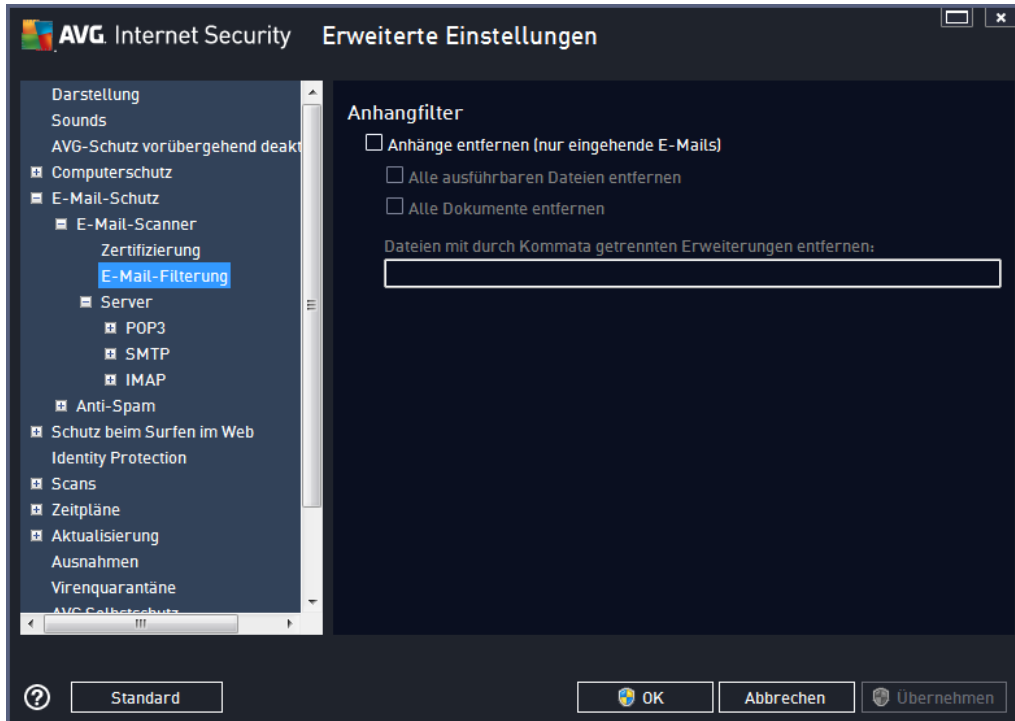 AVG. Internet Security Erweiterte Einstellungen
Darstellung
Sounds
AVG-Schutz vorübergehend deakt
Computerschutz
E-Mail-Schutz
E-Mail-Scanner
Zertifizierung
E-Mail-Filterung
Server
POP3
SMTP
IMAP
Anti-Spam
Schutz beim Surfen im Web
Identity Protection
Scans
Zeitpläne
Aktualisierung
Ausnahmen
Virenquarantäne
AVG Selbstschutz
Anhangfilter
Anhänge entfernen (nur eingehende E-Mails)
Alle ausführbaren Dateien entfernen
Alle Dokumente entfernen
Dateien mit durch Kommata getrennten Erweiterungen entfernen:
Standard
OK
Abbrechen
Übernehmen